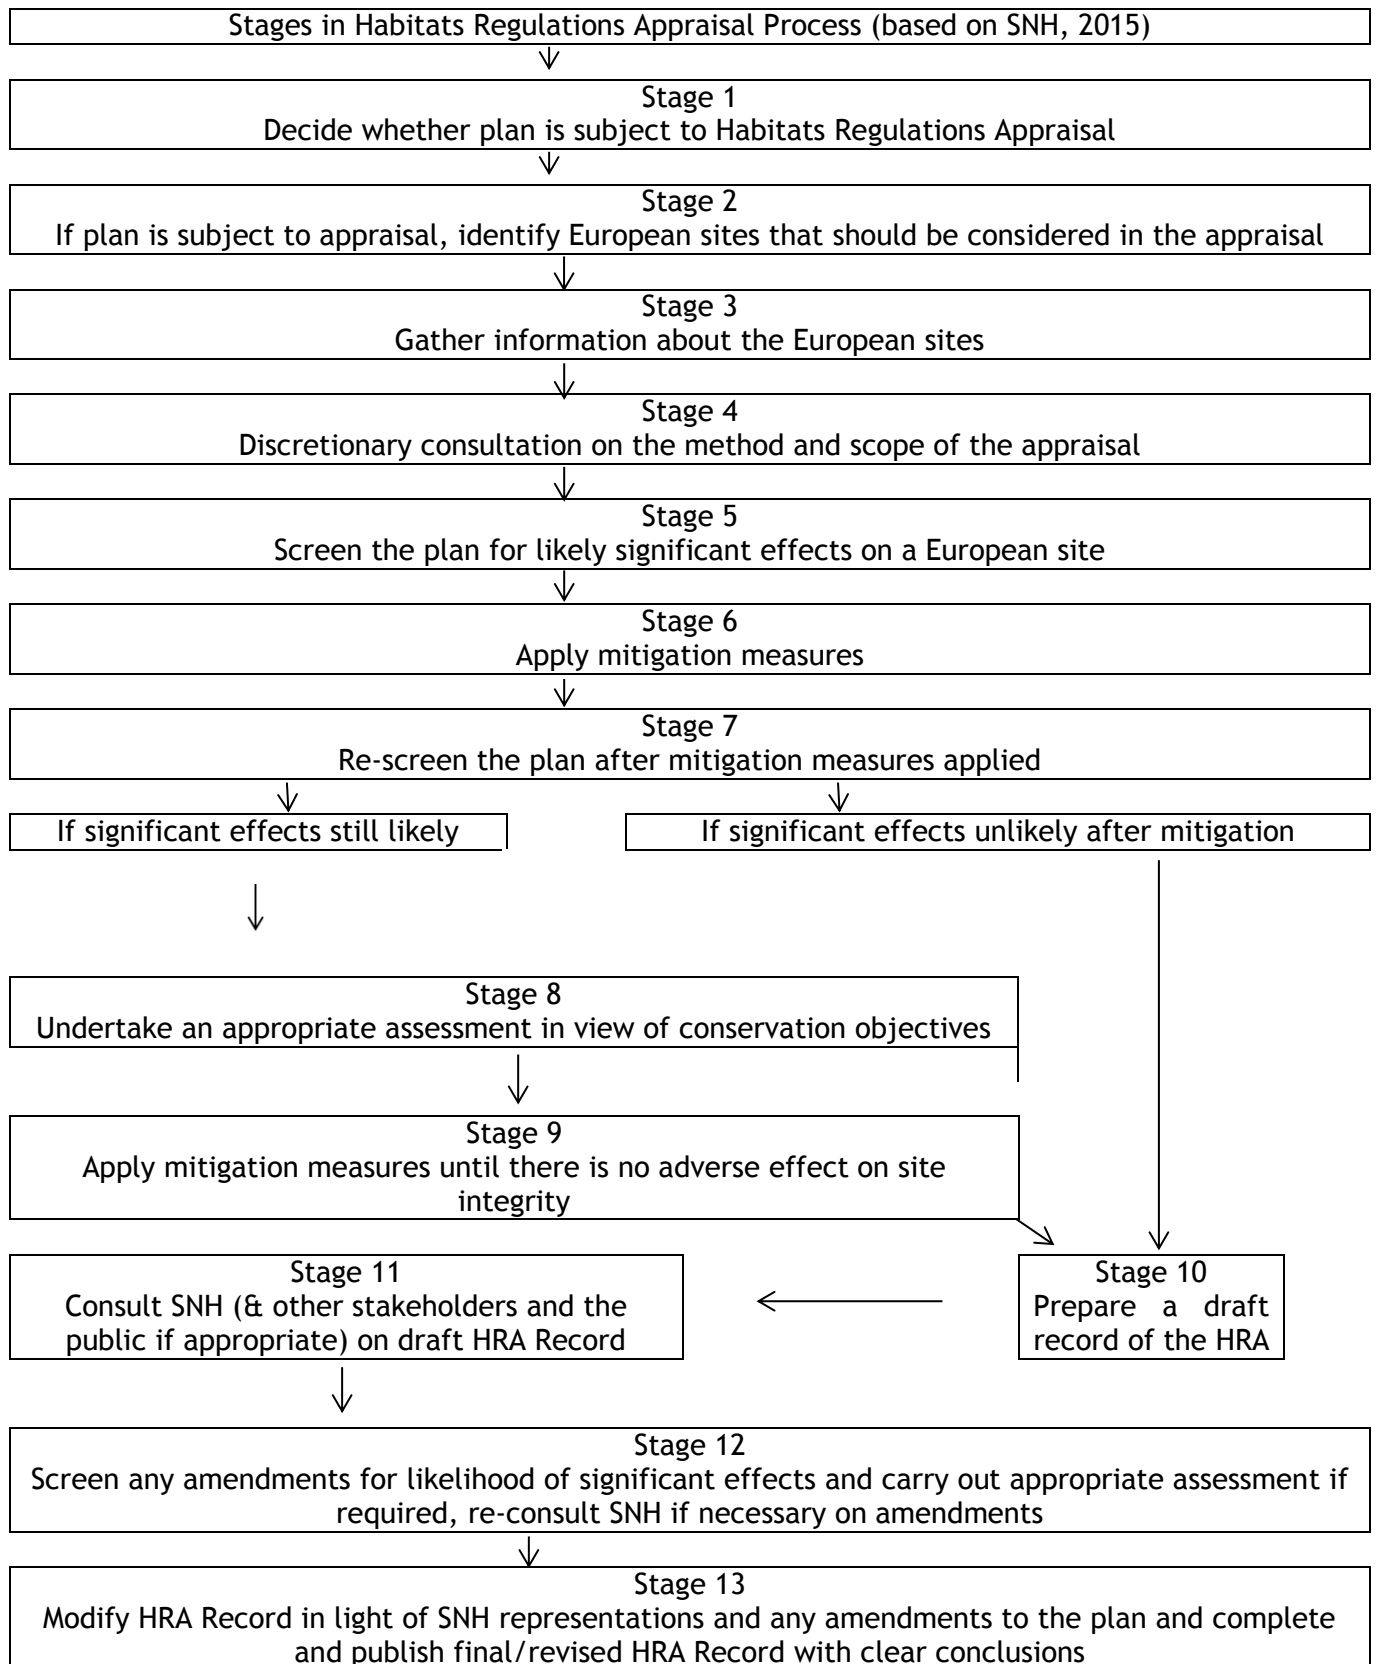 Stages in Habitats Regulations Appraisal Process (based on SNH, 2015)
Stage 1
Decide whether plan is subject to Habitats Regulations Appraisal
Stage 2
If plan is subject to appraisal, identify European sites that should be considered in the appraisal
Stage 3
Gather information about the European sites
Stage 4
Discretionary consultation on the method and scope of the appraisal
Stage 5
Screen the plan for likely significant effects on a European site
Stage 6
Apply mitigation measures
Stage 7
Re-screen the plan after mitigation measures applied
If significant effects still likely
If significant effects unlikely after mitigation
Stage 8
Undertake an appropriate assessment in view of conservation objectives
Stage 9
Apply mitigation measures until there is no adverse effect on site
integrity
Stage 10
Prepare a draft
record of the HRA
Stage 11
Consult SNH (& other stakeholders and the
public if appropriate) on draft HRA Record
Stage 12
Screen any amendments for likelihood of significant effects and carry out appropriate assessment if
required, re-consult SNH if necessary on amendments
Stage 13
Modify HRA Record in light of SNH representations and any amendments to the plan and complete
and publish final/revised HRA Record with clear conclusions